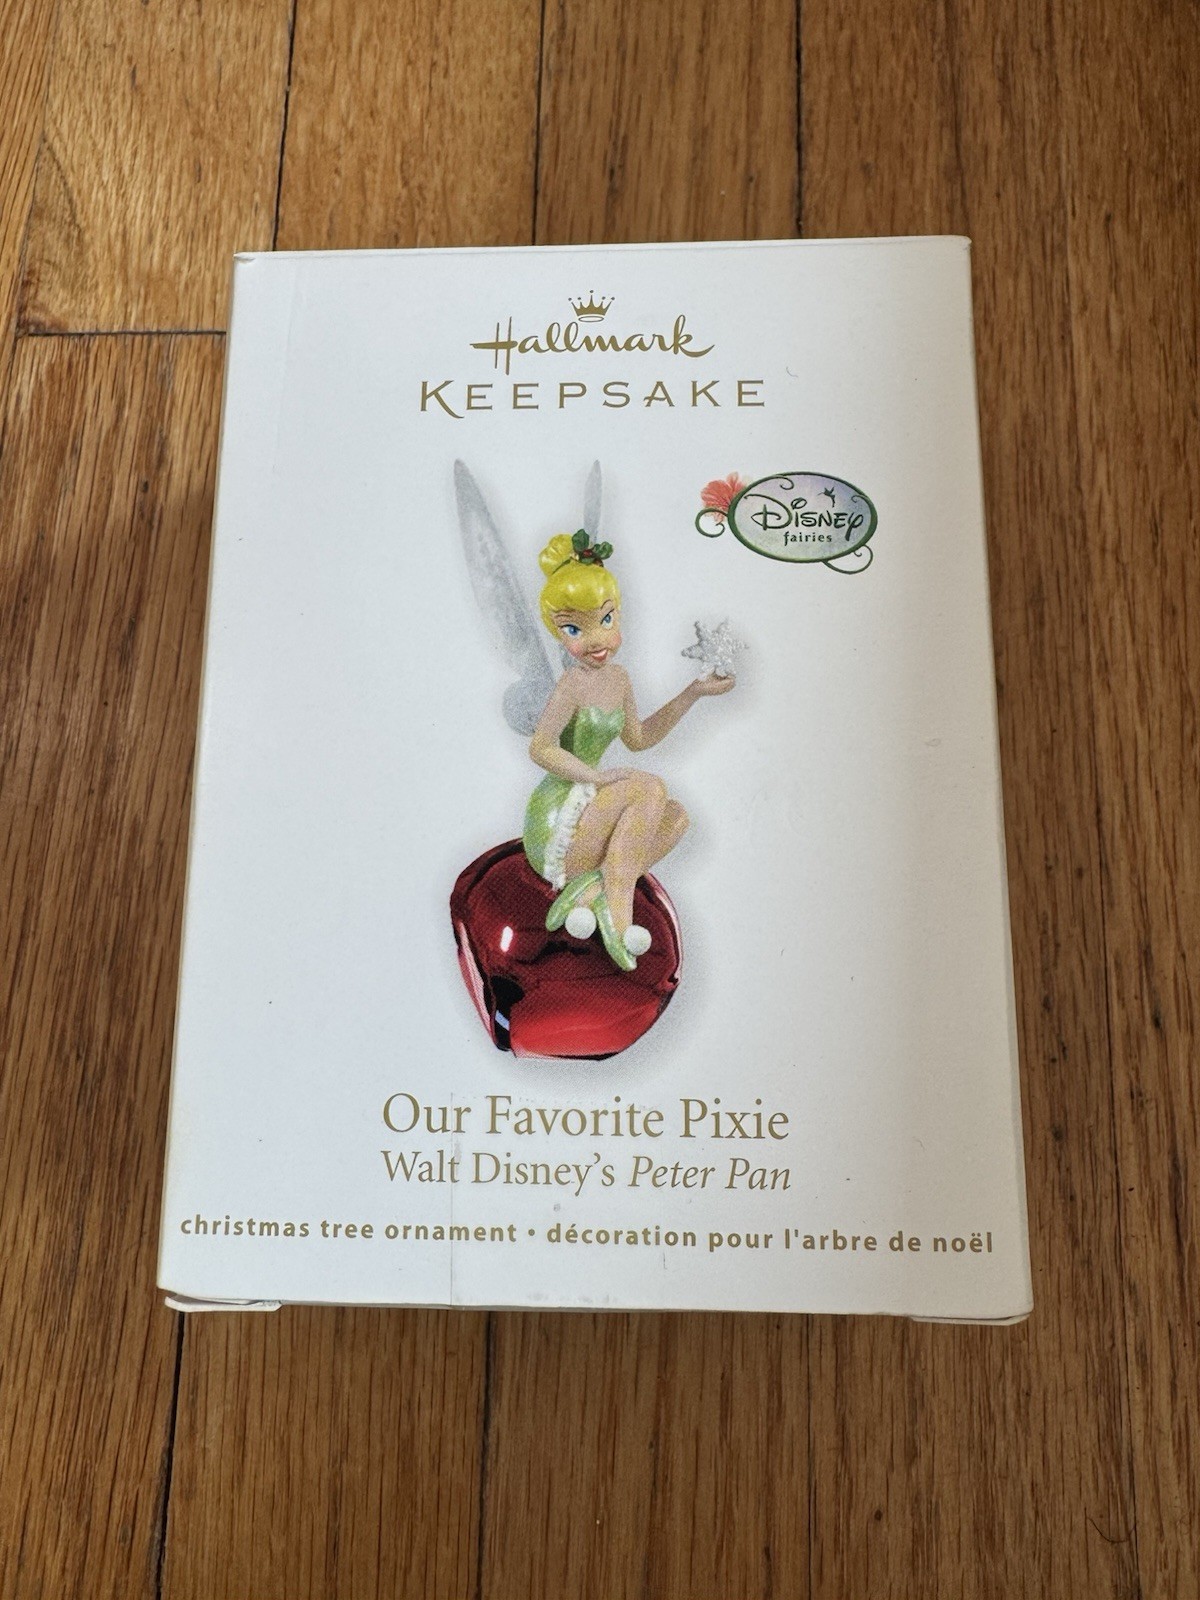 Hallmark
KEEPSAKE
Disney
fairies
Our Favorite Pixie
Walt Disney's Peter Pan
christmas tree ornament • décoration pour l'arbre de noël